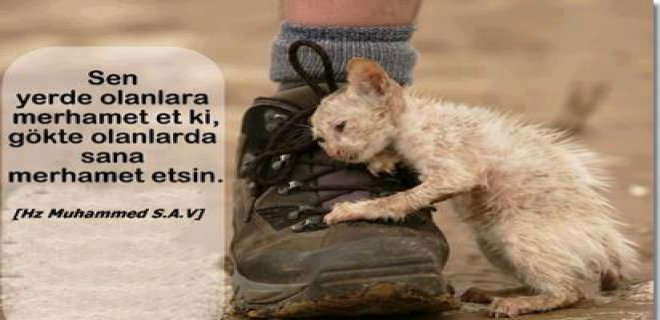 Sen
yerde olanlara
merhamet et ki,
gökte olanlarda
sana
merhamet etsin.
[Hz Muhammed S.A.V]